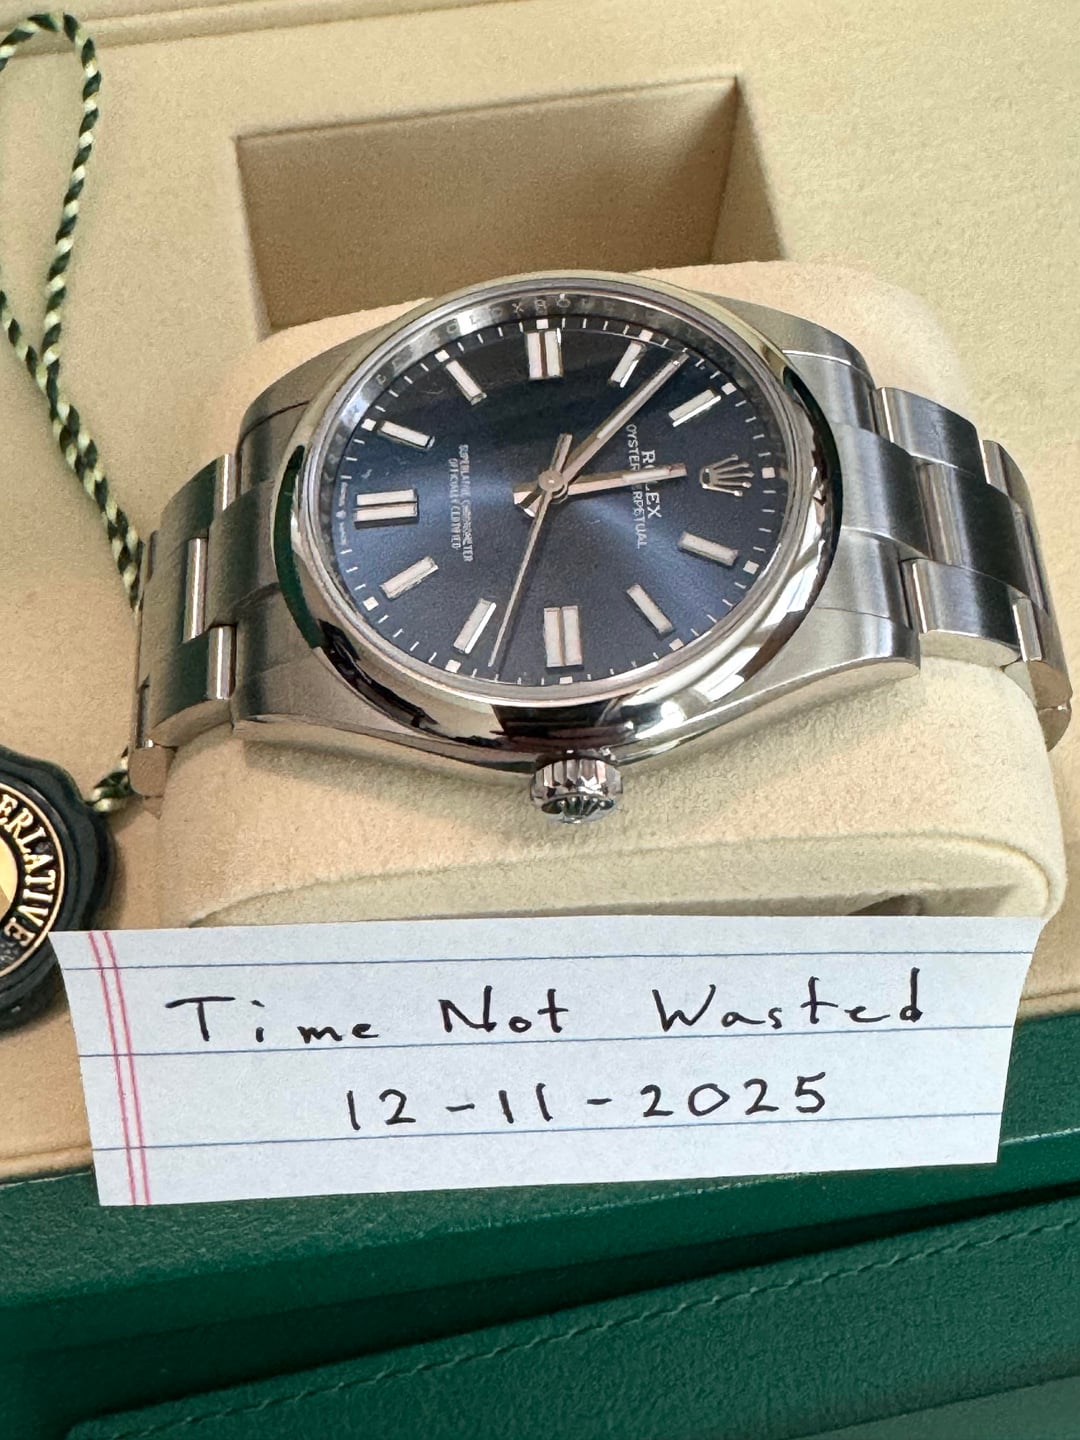 ROLEX
OYSTER PERPETUAL
SUPERLATIVE CHRONOMETER
OFFICIALLY CERTIFIED
Time Not Wasted
12-11-2025